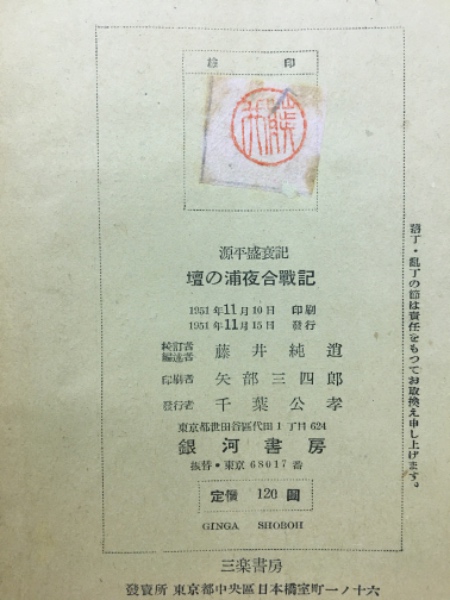 檢印
源平盛衰記
壇の浦夜合戰記
1951年11月10日 印刷
1951年11月15日 發行
校訂者
編述者 藤井純逍
印刷者 矢部三四郎
發行者 千葉公孝
東京都世田谷區代田1丁目624
銀河書房
振替・東京68017番
定價 120圓
GINGA SHOBOH
三楽書房
發賣所 東京都中央區日本橋室町一ノ十六
落丁・亂丁の節は責任をもつてお取換え申し上げます。